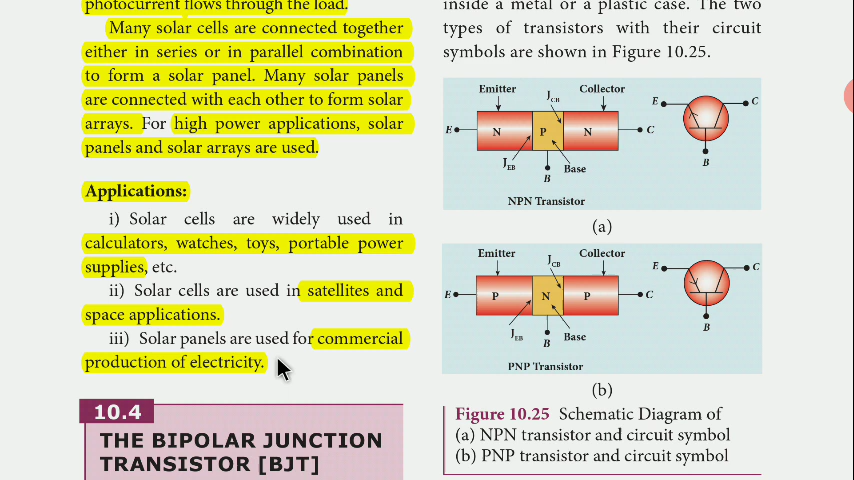 photocurrent flows through the load.
Many solar cells are connected together
either in series or in parallel combination
to form a solar panel. Many solar panels
are connected with each other to form solar
arrays. For high power applications, solar
panels and solar arrays are used.
Applications:
i) Solar cells are widely used in
calculators, watches, toys, portable power
supplies, etc.
ii) Solar cells are used in satellites and
space applications.
iii) Solar panels are used for commercial
production of electricity.
10.4
THE BIPOLAR JUNCTION
TRANSISTOR [BJT]
inside a metal or a plastic case. The two
types of transistors with their circuit
symbols are shown in Figure 10.25.
Emitter J_CB Collector
E N P N C E C
J_EB B Base B
NPN Transistor
(a)
Emitter J_CB Collector
E P N P C E C
J_EB B Base B
PNP Transistor
(b)
Figure 10.25 Schematic Diagram of
(a) NPN transistor and circuit symbol
(b) PNP transistor and circuit symbol